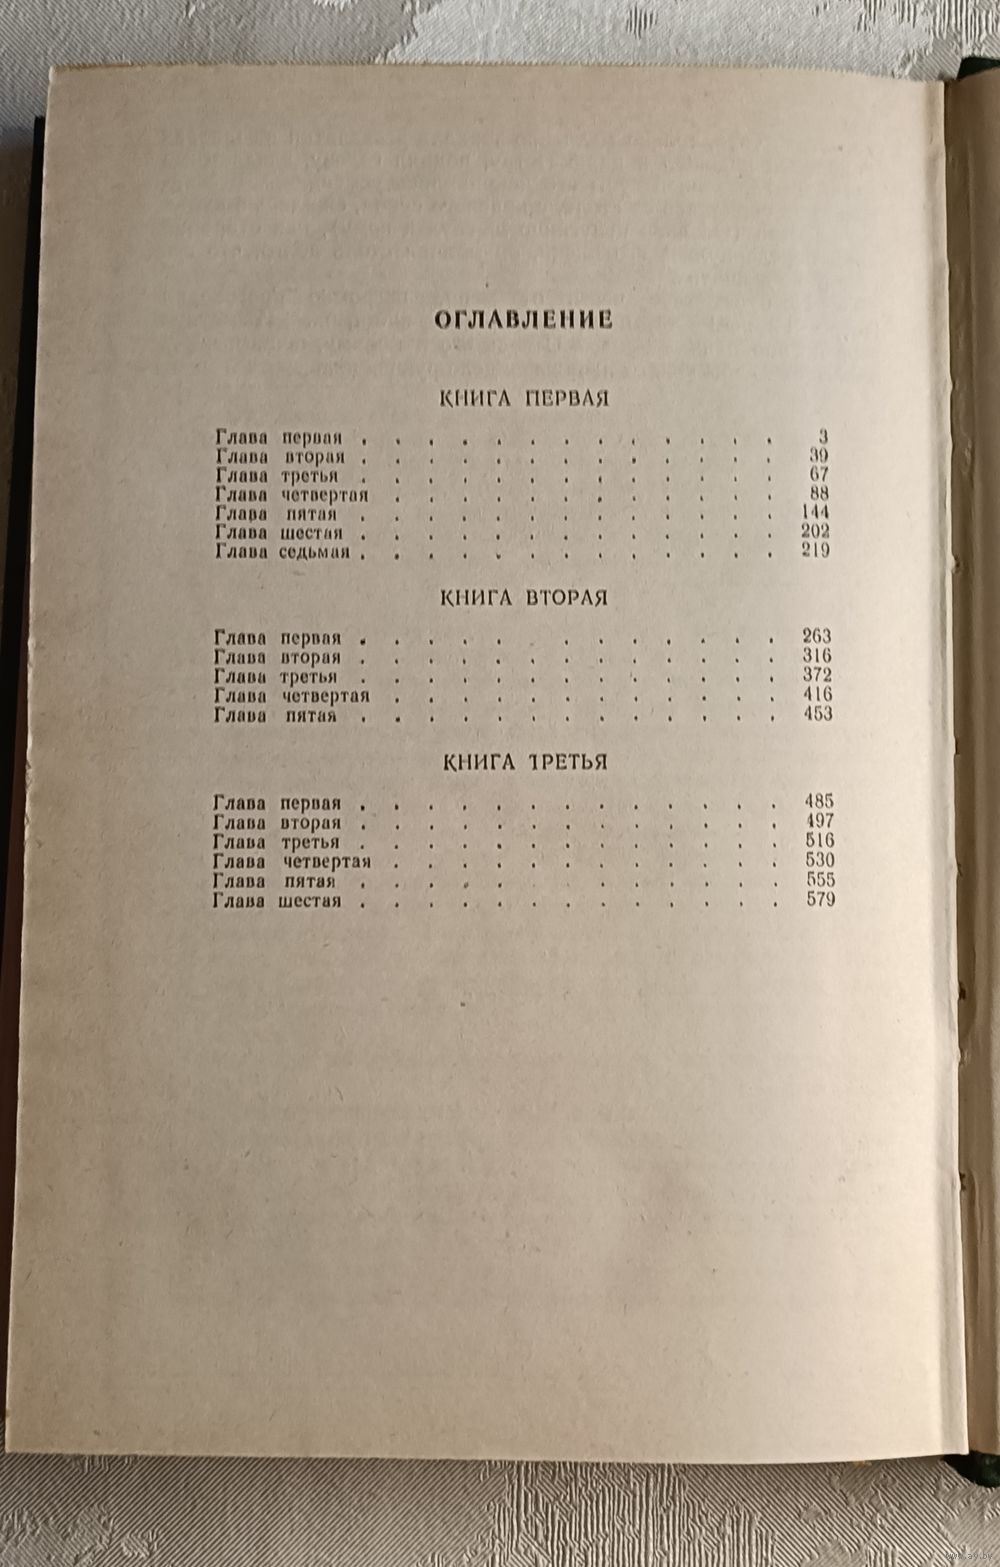 ОГЛАВЛЕНИЕ
КНИГА ПЕРВАЯ
Глава первая . . . . . . . . . . . . . 3
Глава вторая . . . . . . . . . . . . . 39
Глава третья . . . . . . . . . . . . . 67
Глава четвертая . . . . . . . . . . . . 88
Глава пятая . . . . . . . . . . . . . 144
Глава шестая . . . . . . . . . . . . . 202
Глава седьмая . . . . . . . . . . . . . 219
КНИГА ВТОРАЯ
Глава первая . . . . . . . . . . . . . 263
Глава вторая . . . . . . . . . . . . . 316
Глава третья . . . . . . . . . . . . . 372
Глава четвертая . . . . . . . . . . . . 416
Глава пятая . . . . . . . . . . . . . 453
КНИГА ТРЕТЬЯ
Глава первая . . . . . . . . . . . . . 485
Глава вторая . . . . . . . . . . . . . 497
Глава третья . . . . . . . . . . . . . 516
Глава четвертая . . . . . . . . . . . . 530
Глава пятая . . . . . . . . . . . . 555
Глава шестая . . . . . . . . . . . . . 579
www.ay.by